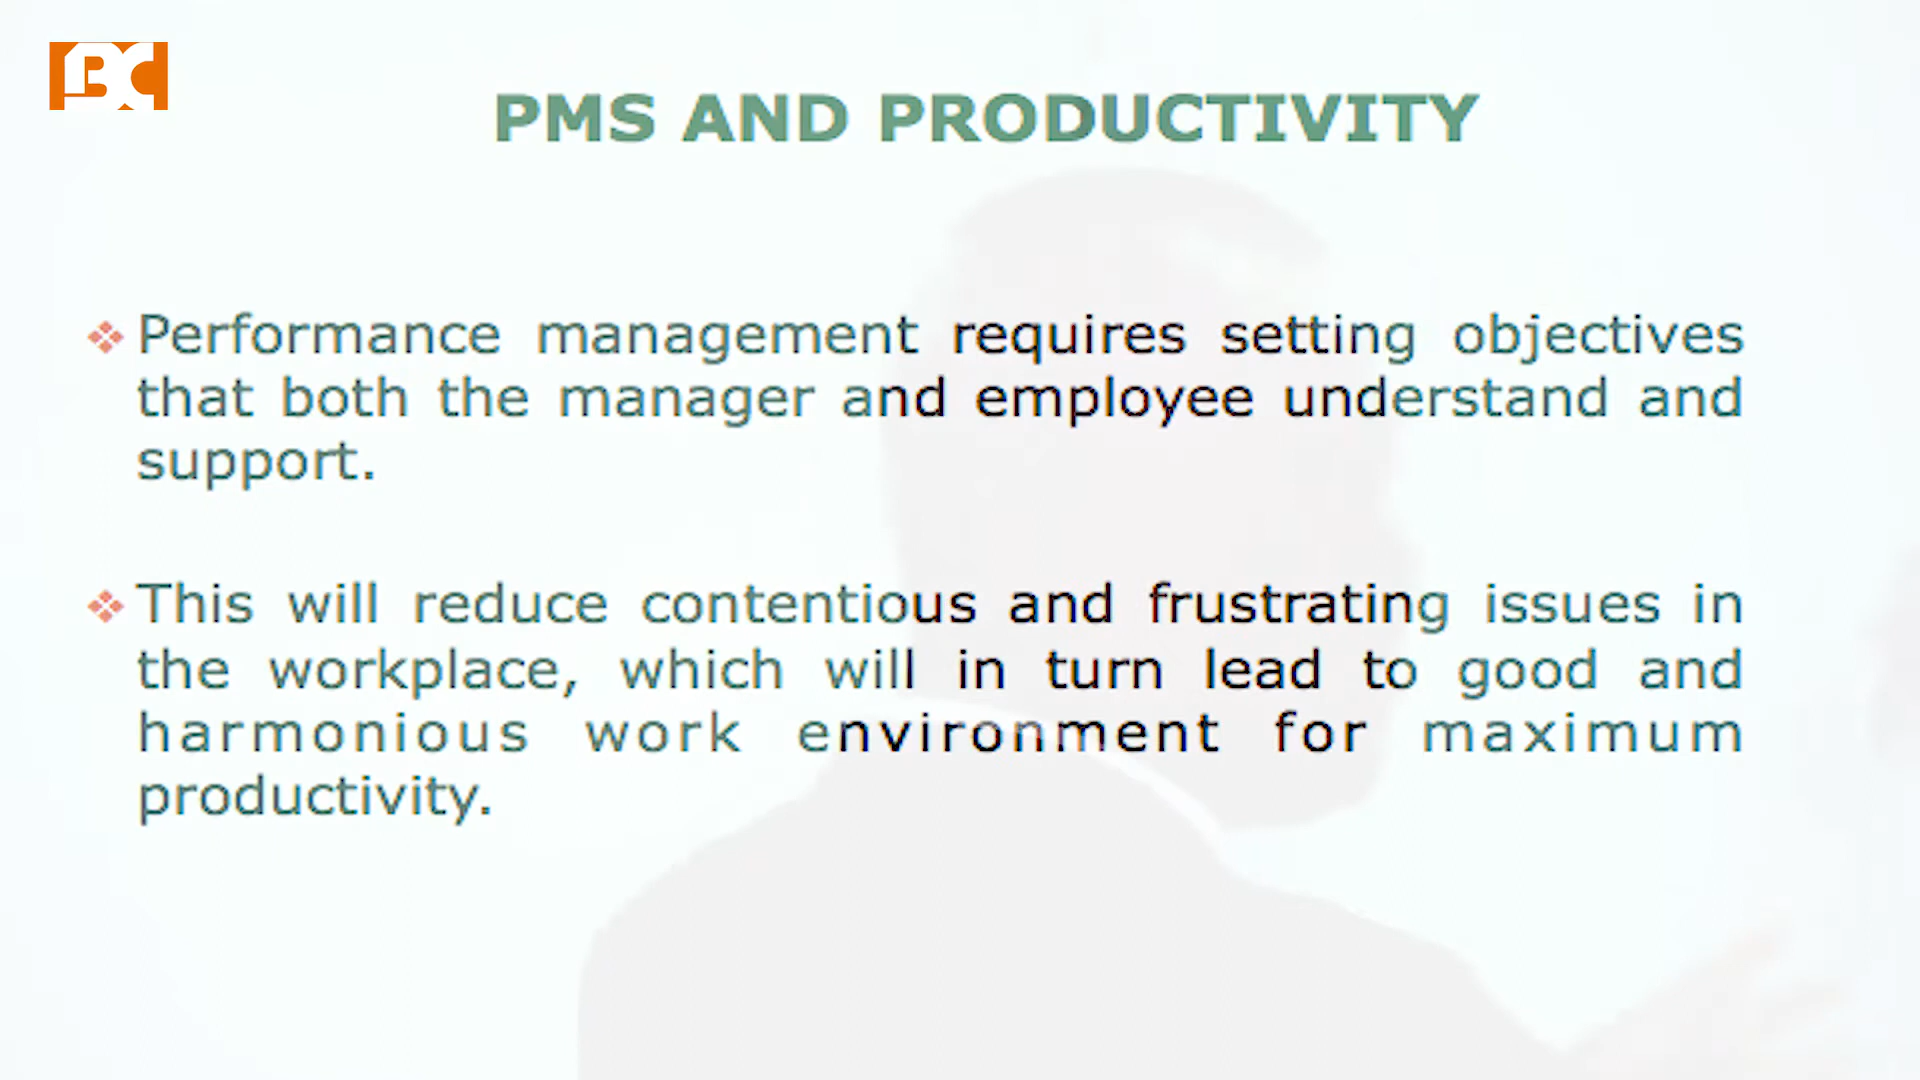 BC
PMS AND PRODUCTIVITY
❖ Performance management requires setting objectives
that both the manager and employee understand and
support.
❖ This will reduce contentious and frustrating issues in
the workplace, which will in turn lead to good and
harmonious work environment for maximum
productivity.